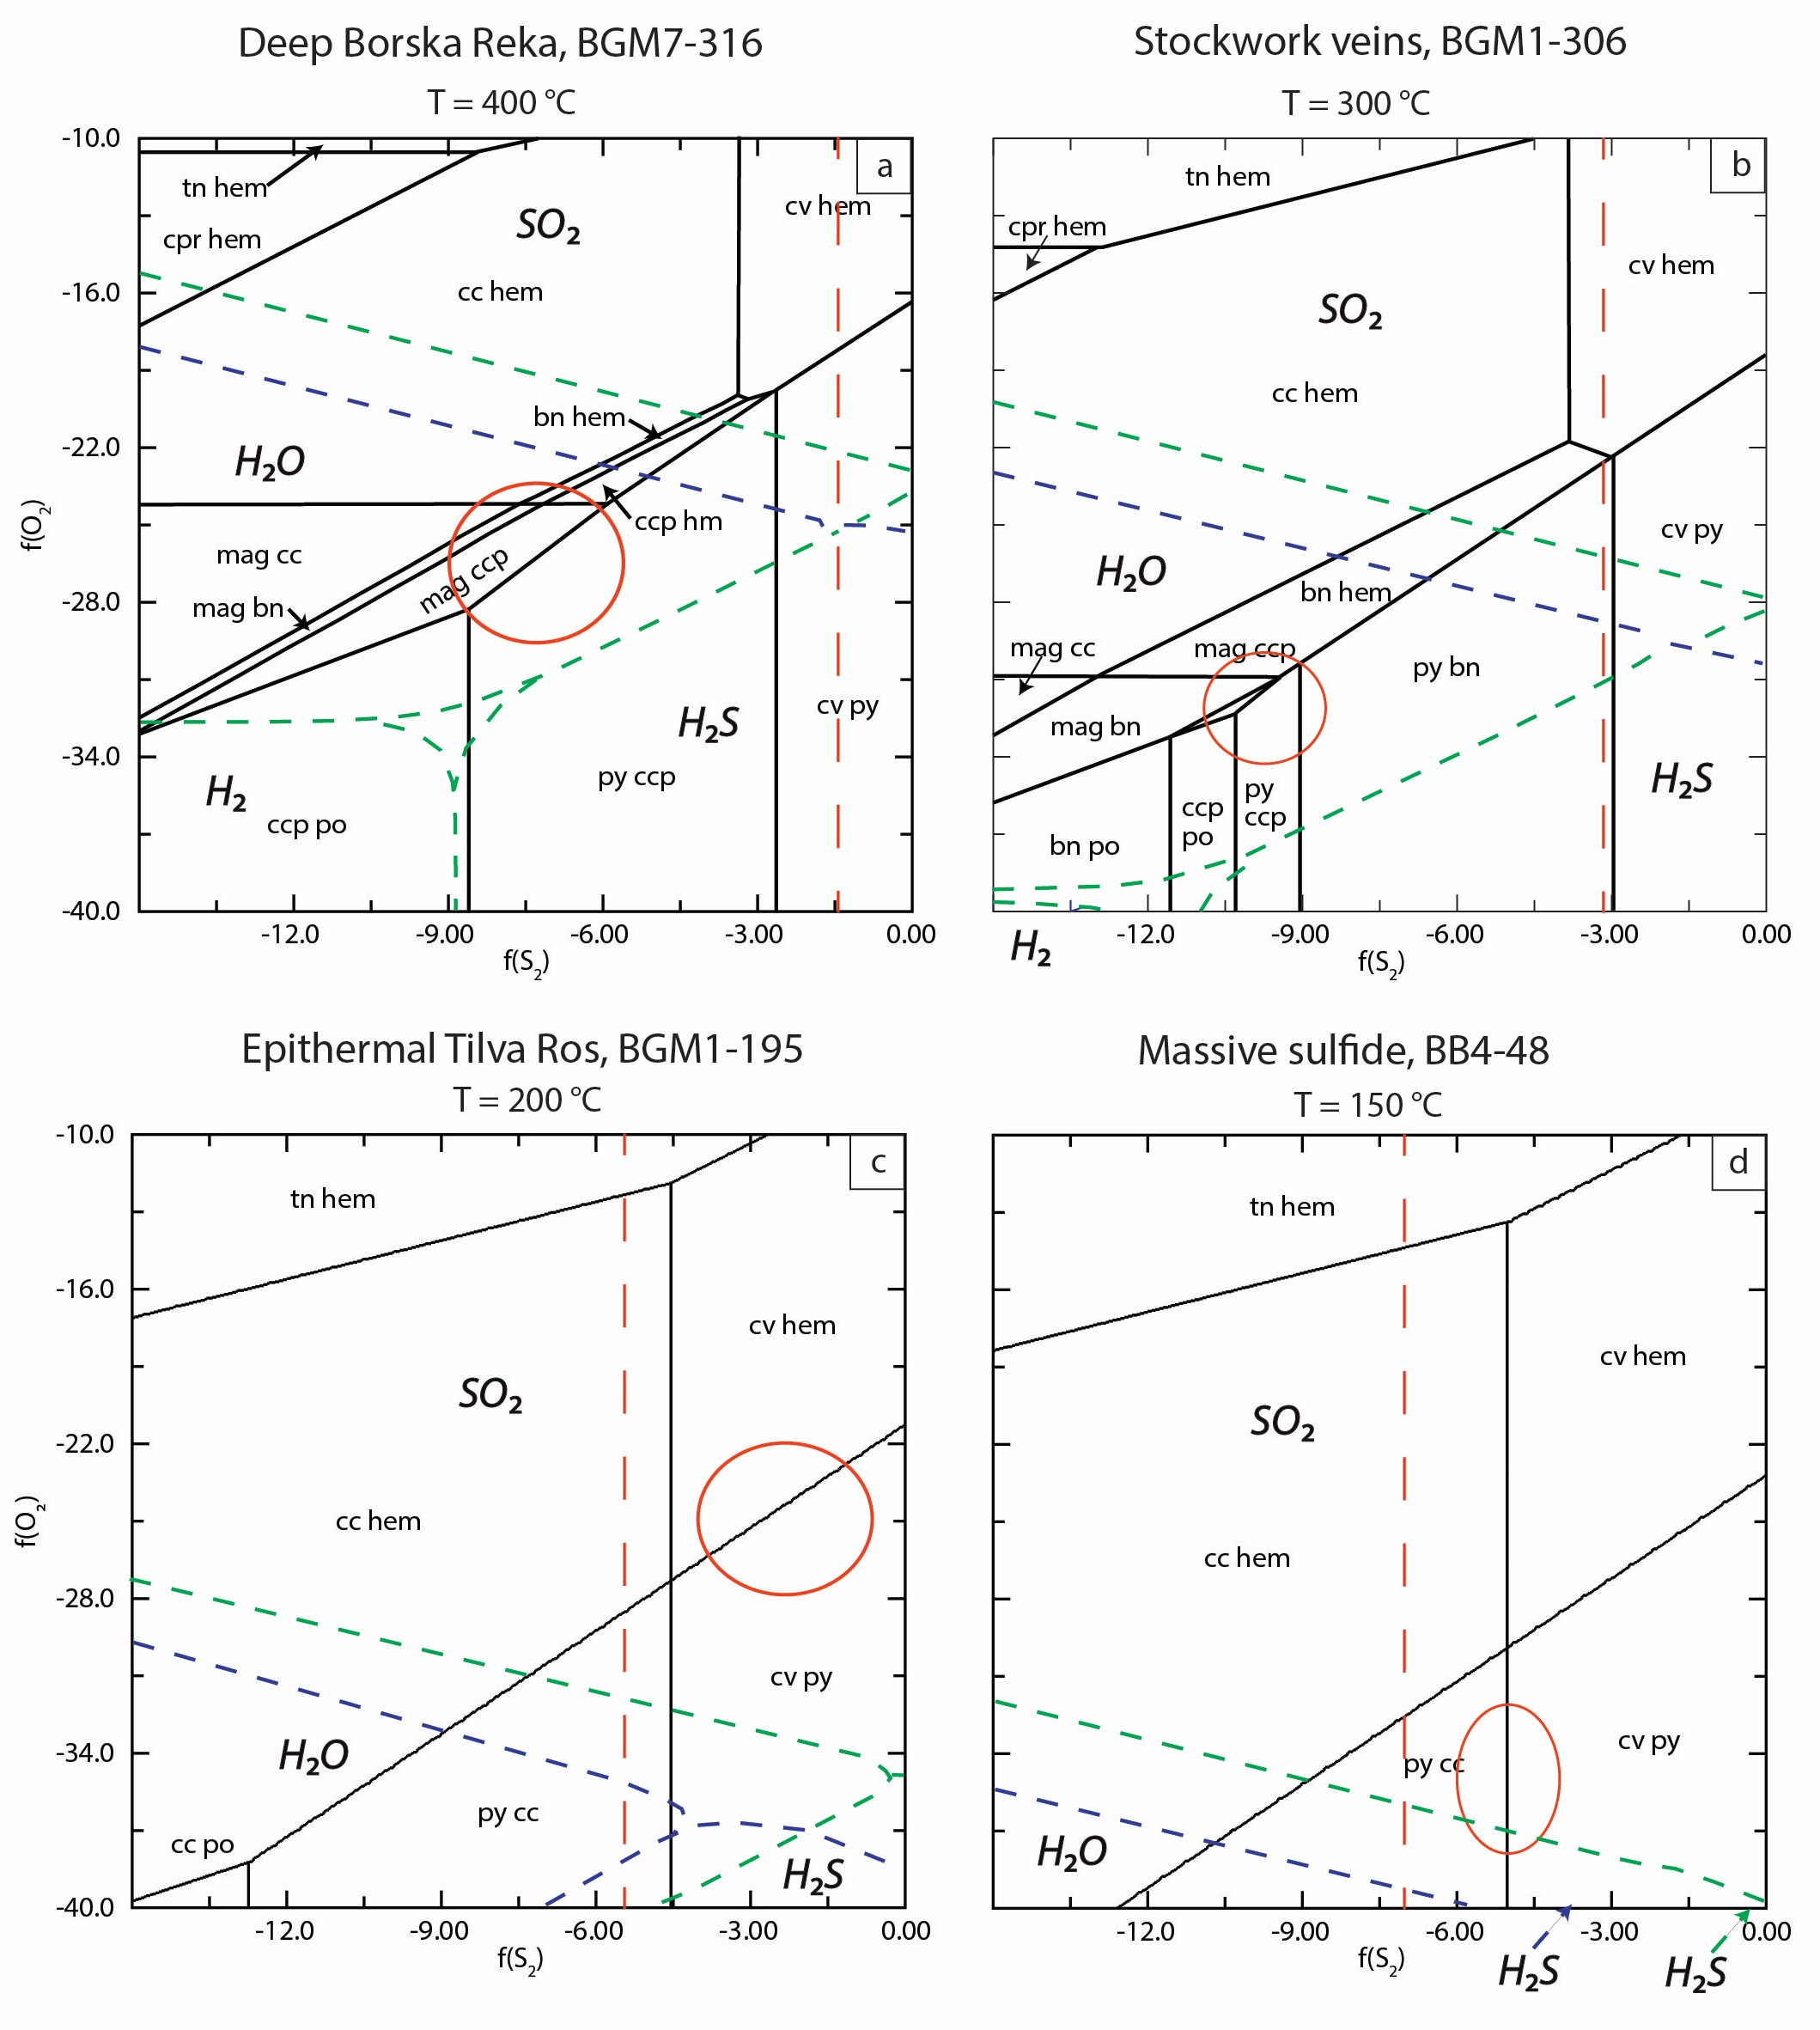 Deep Borska Reka, BGM7-316
T = 400 °C
a
-10.0
-16.0
-22.0
-28.0
-34.0
-40.0
f(O₂)
tn hem
cpr hem
SO₂
cv hem
cc hem
bn hem
H₂O
ccp hm
mag cc
mag ccp
mag bn
H₂S
cv py
py ccp
H₂
ccp po
-12.0
-9.00
-6.00
-3.00
0.00
f(S₂)
Stockwork veins, BGM1-306
T = 300 °C
b
tn hem
cpr hem
cv hem
SO₂
cc hem
cv py
H₂O
bn hem
mag cc
mag ccp
py bn
mag bn
H₂S
ccp
po
py
ccp
bn po
H₂
-12.0
-9.00
-6.00
-3.00
0.00
f(S₂)
Epithermal Tilva Ros, BGM1-195
T = 200 °C
c
-10.0
-16.0
-22.0
-28.0
-34.0
-40.0
f(O₂)
tn hem
cv hem
SO₂
cc hem
cv py
H₂O
py cc
cc po
H₂S
-12.0
-9.00
-6.00
-3.00
0.00
f(S₂)
Massive sulfide, BB4-48
T = 150 °C
d
tn hem
cv hem
SO₂
cc hem
cv py
py cc
H₂O
-12.0
-9.00
-6.00
-3.00
0.00
f(S₂)
H₂S
H₂S